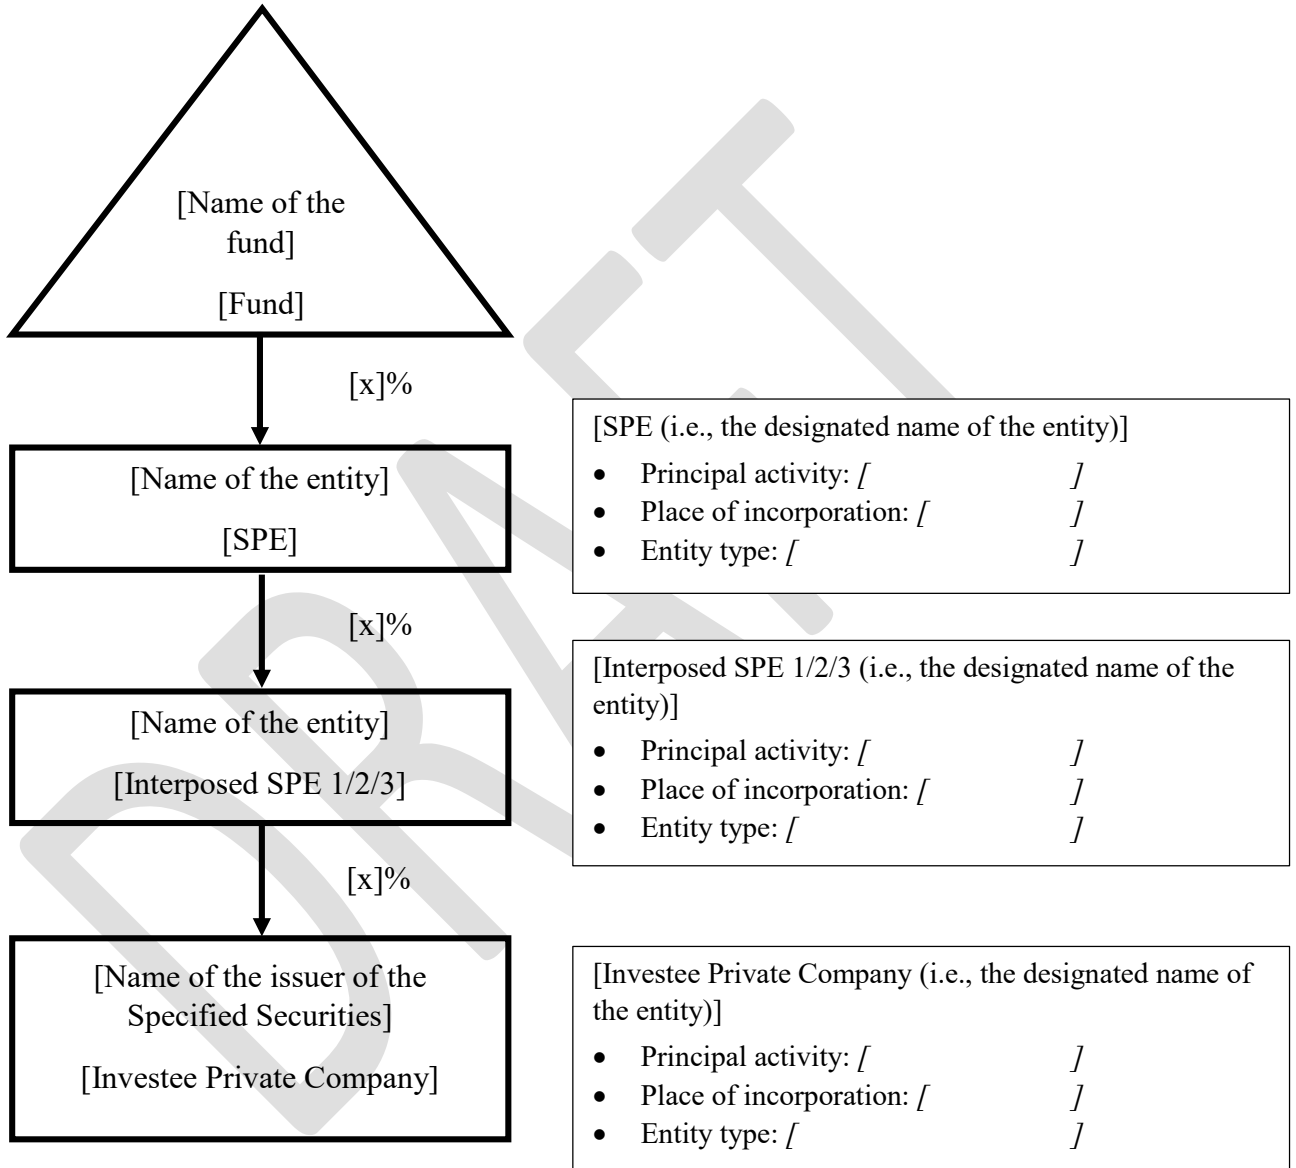 [Name of the
fund]
[Fund]
[x]%
[Name of the entity]
[SPE]
[SPE (i.e., the designated name of the entity)]
• Principal activity: [ ]
• Place of incorporation: [ ]
• Entity type: [ ]
[x]%
[Name of the entity]
[Interposed SPE 1/2/3]
[Interposed SPE 1/2/3 (i.e., the designated name of the
entity)]
• Principal activity: [ ]
• Place of incorporation: [ ]
• Entity type: [ ]
[x]%
[Name of the issuer of the
Specified Securities]
[Investee Private Company]
[Investee Private Company (i.e., the designated name of
the entity)]
• Principal activity: [ ]
• Place of incorporation: [ ]
• Entity type: [ ]
DRAFT